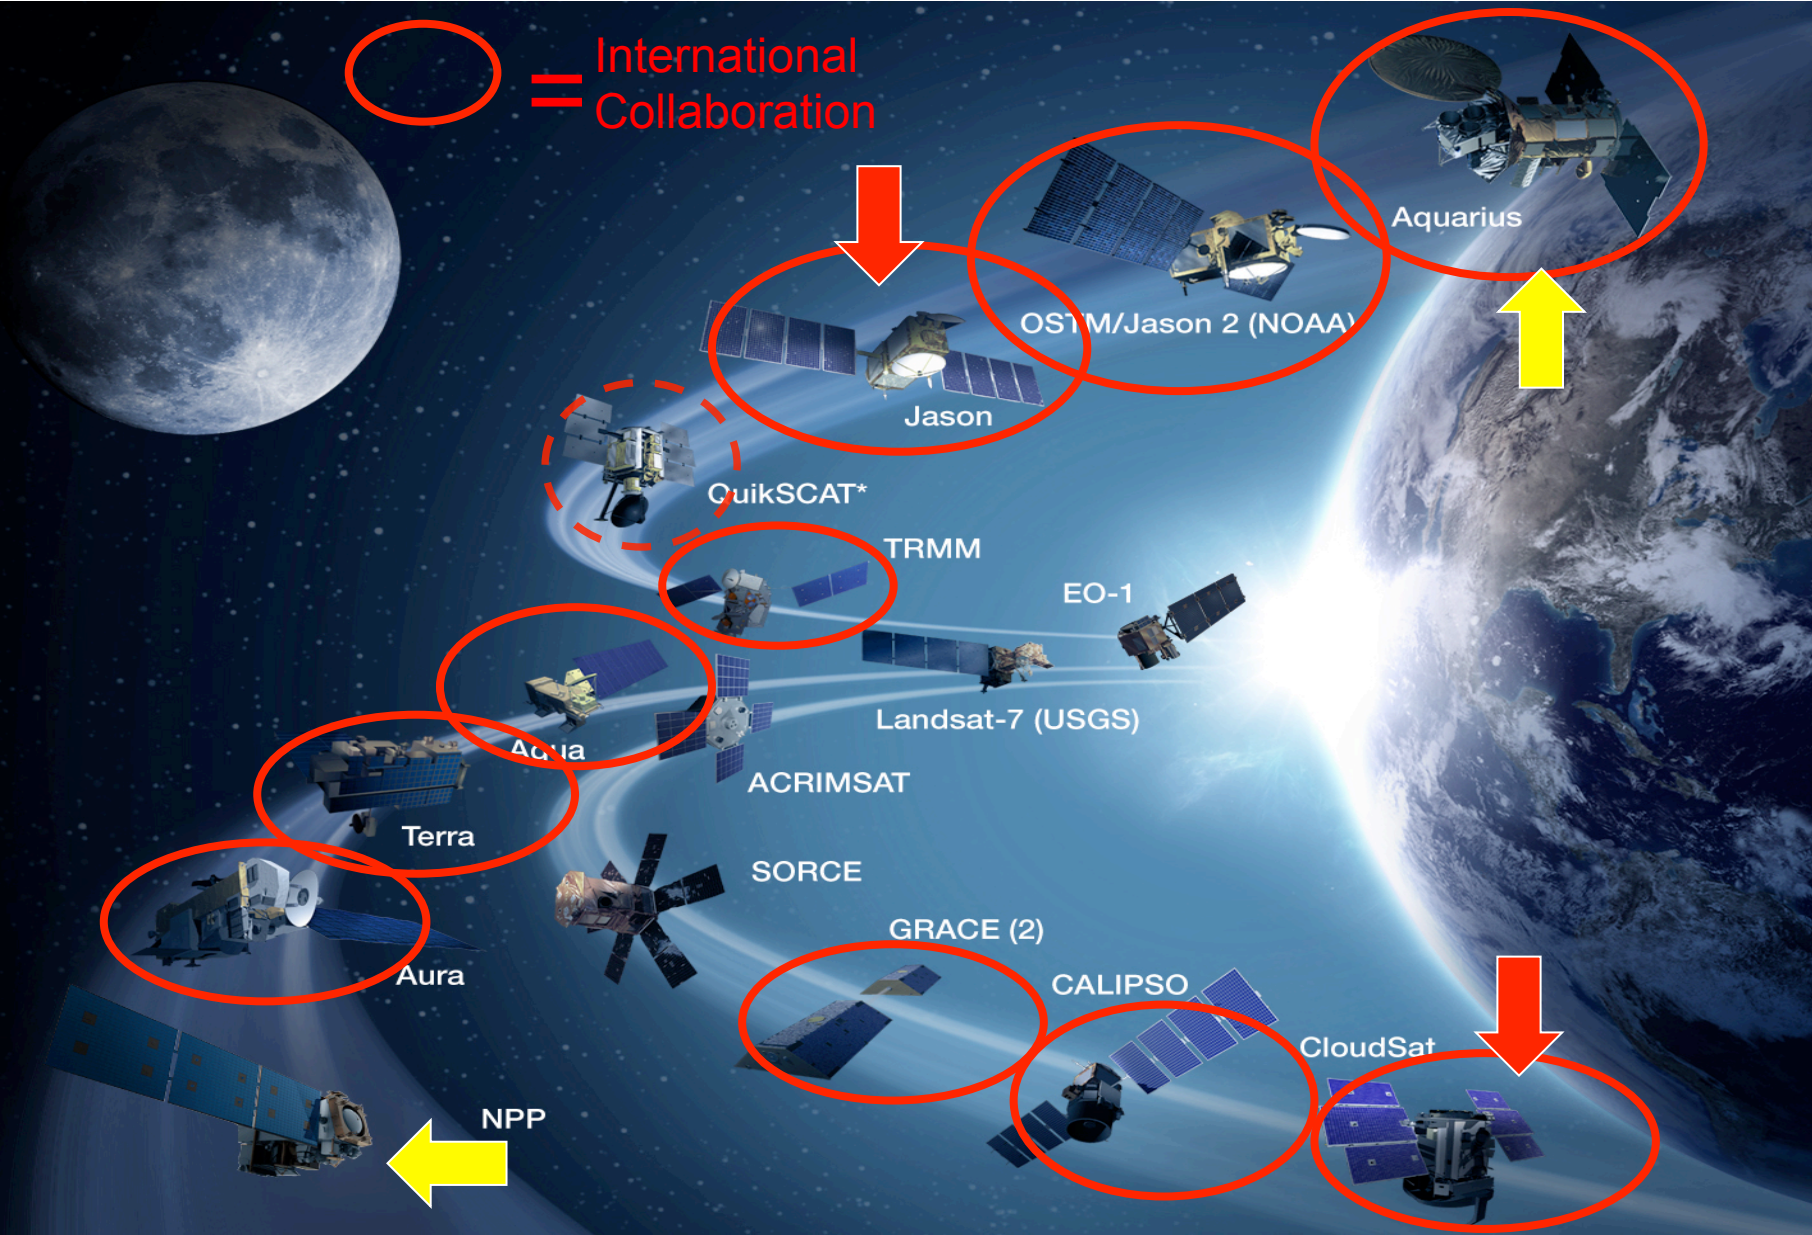 International
Collaboration
Aquarius
OSTM/Jason 2 (NOAA)
Jason
QuikSCAT*
TRMM
EO-1
Landsat-7 (USGS)
Aqua
ACRIMSAT
Terra
SORCE
GRACE (2)
Aura
CALIPSO
CloudSat
NPP